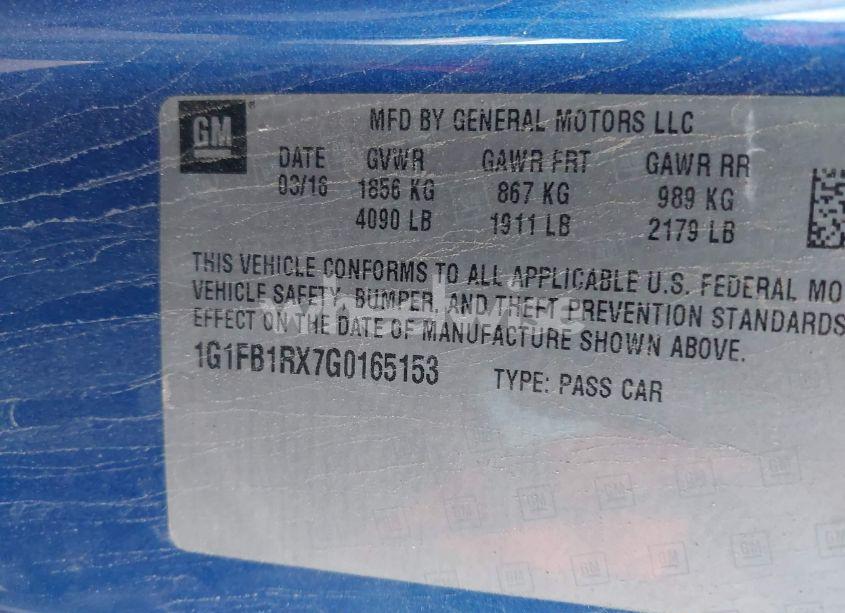 GM
MFD BY GENERAL MOTORS LLC
DATE GVWR GAWR FRT GAWR RR
03/16 1856 KG 867 KG 989 KG
4090 LB 1911 LB 2179 LB
THIS VEHICLE CONFORMS TO ALL APPLICABLE U.S. FEDERAL MO
VEHICLE SAFETY, BUMPER, AND THEFT PREVENTION STANDARDS
EFFECT ON THE DATE OF MANUFACTURE SHOWN ABOVE.
1G1FB1RX7G0165153 TYPE: PASS CAR